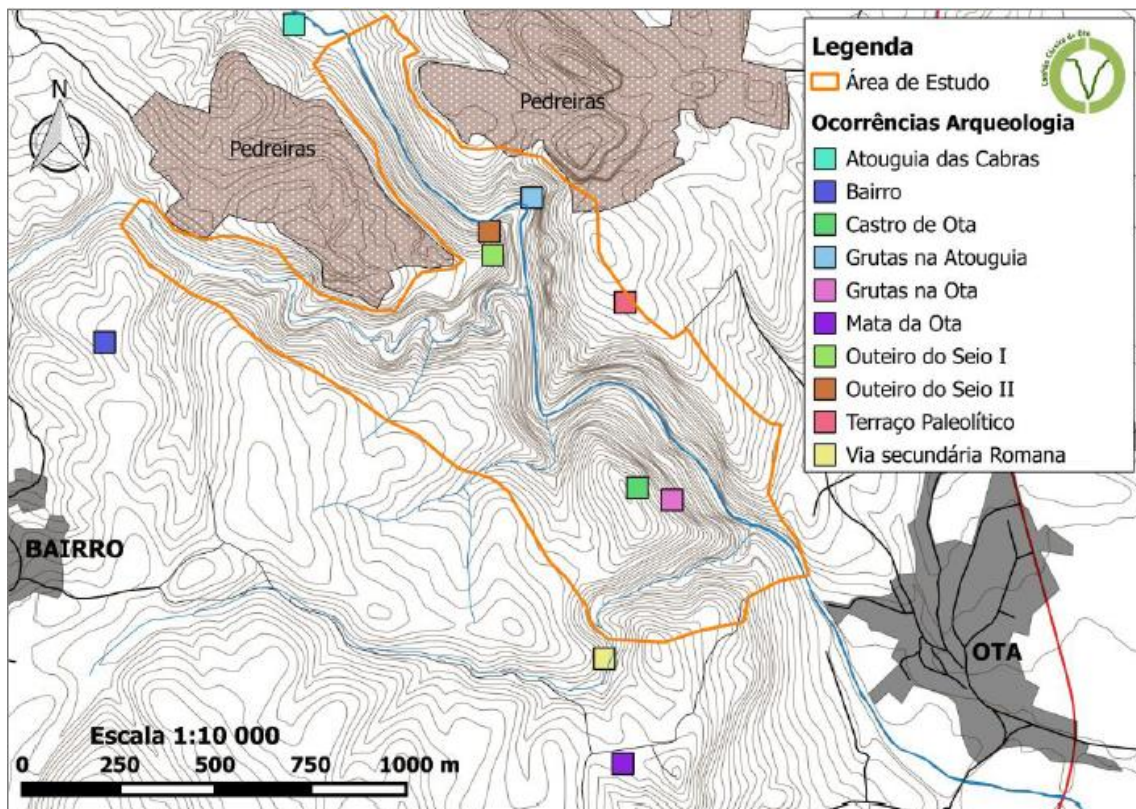 Legenda
Área de Estudo
Ocorrências Arqueologia
Atouguia das Cabras
Bairro
Castro de Ota
Grutas na Atouguia
Grutas na Ota
Mata da Ota
Outeiro do Seio I
Outeiro do Seio II
Terraço Paleolítico
Via secundária Romana
N
Pedreiras
Pedreiras
BAIRRO
OTA
Escala 1:10 000
0 250 500 750 1000 m